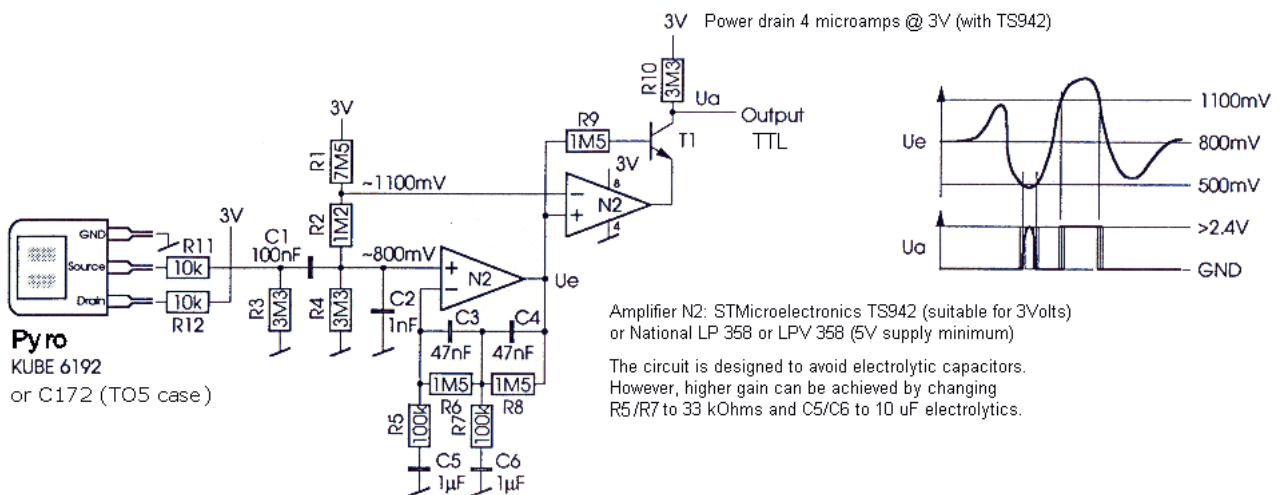 3V
Power drain 4 microamps @ 3V (with TS942)
R10
3M3
Ua
Output
TTL
R9
1M5
T1
3V
R1
7M5
~1100mV
3V
8
N2
4
−
+
R2
1M2
GND
Source
Drain
R11
10k
10k
R12
3V
C1
100nF
~800mV
+
−
N2
Ue
R3
3M3
R4
3M3
C2
1nF
C3
47nF
C4
47nF
1M5
R6
1M5
R8
R5
100k
R7
100k
C5
1µF
C6
1µF
Pyro
KUBE 6192
or C172 (TO5 case)
Ue
1100mV
800mV
500mV
Ua
>2.4V
GND
Amplifier N2: STMicroelectronics TS942 (suitable for 3Volts)
or National LP 358 or LPV 358 (5V supply minimum)
The circuit is designed to avoid electrolytic capacitors.
However, higher gain can be achieved by changing
R5/R7 to 33 kOhms and C5/C6 to 10 uF electrolytics.